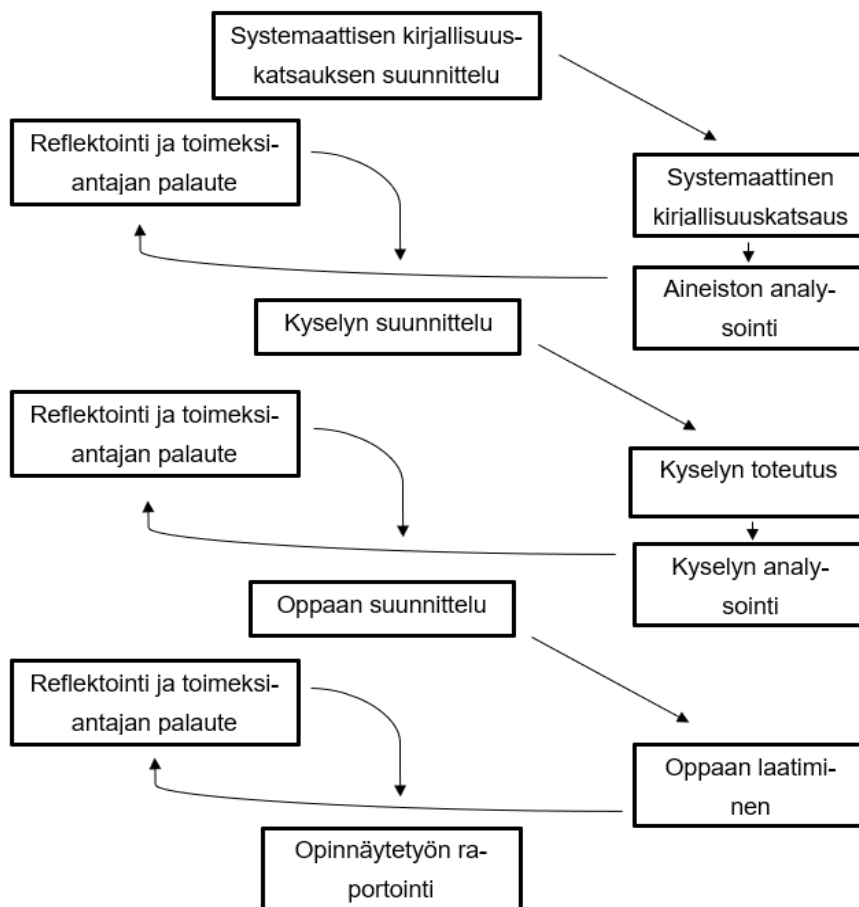 Systemaattisen kirjallisuus-
katsauksen suunnittelu
Reflektointi ja toimeksi-
antajan palaute
Systemaattinen
kirjallisuuskatsaus
Aineiston analy-
sointi
Kyselyn suunnittelu
Reflektointi ja toimeksi-
antajan palaute
Kyselyn toteutus
Kyselyn analy-
sointi
Oppaan suunnittelu
Reflektointi ja toimeksi-
antajan palaute
Oppaan laatimi-
nen
Opinnäytetyön ra-
portointi